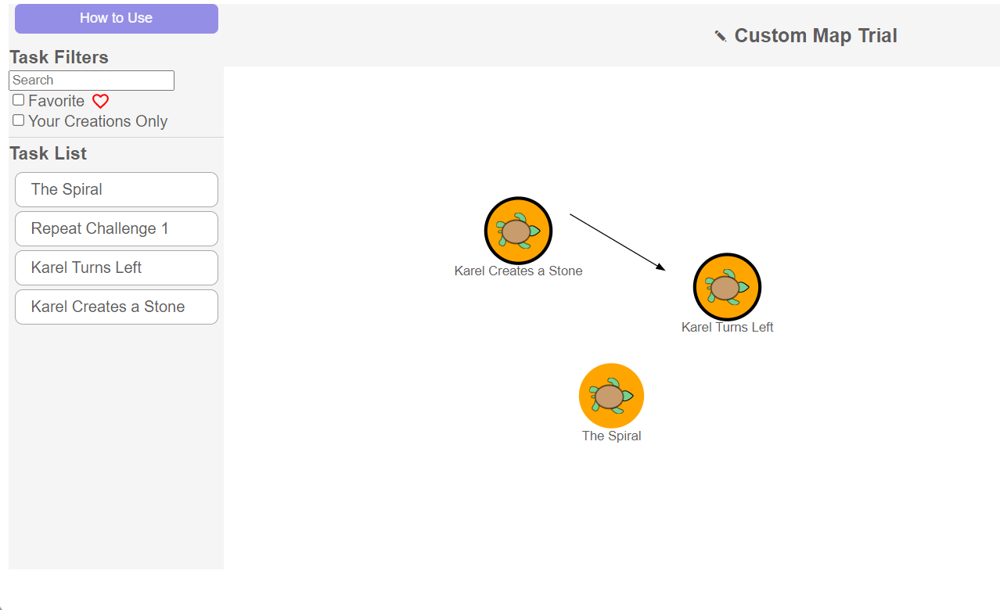 How to Use
Custom Map Trial
Task Filters
Search
Favorite
Your Creations Only
Task List
The Spiral
Repeat Challenge 1
Karel Turns Left
Karel Creates a Stone
Karel Creates a Stone
Karel Turns Left
The Spiral